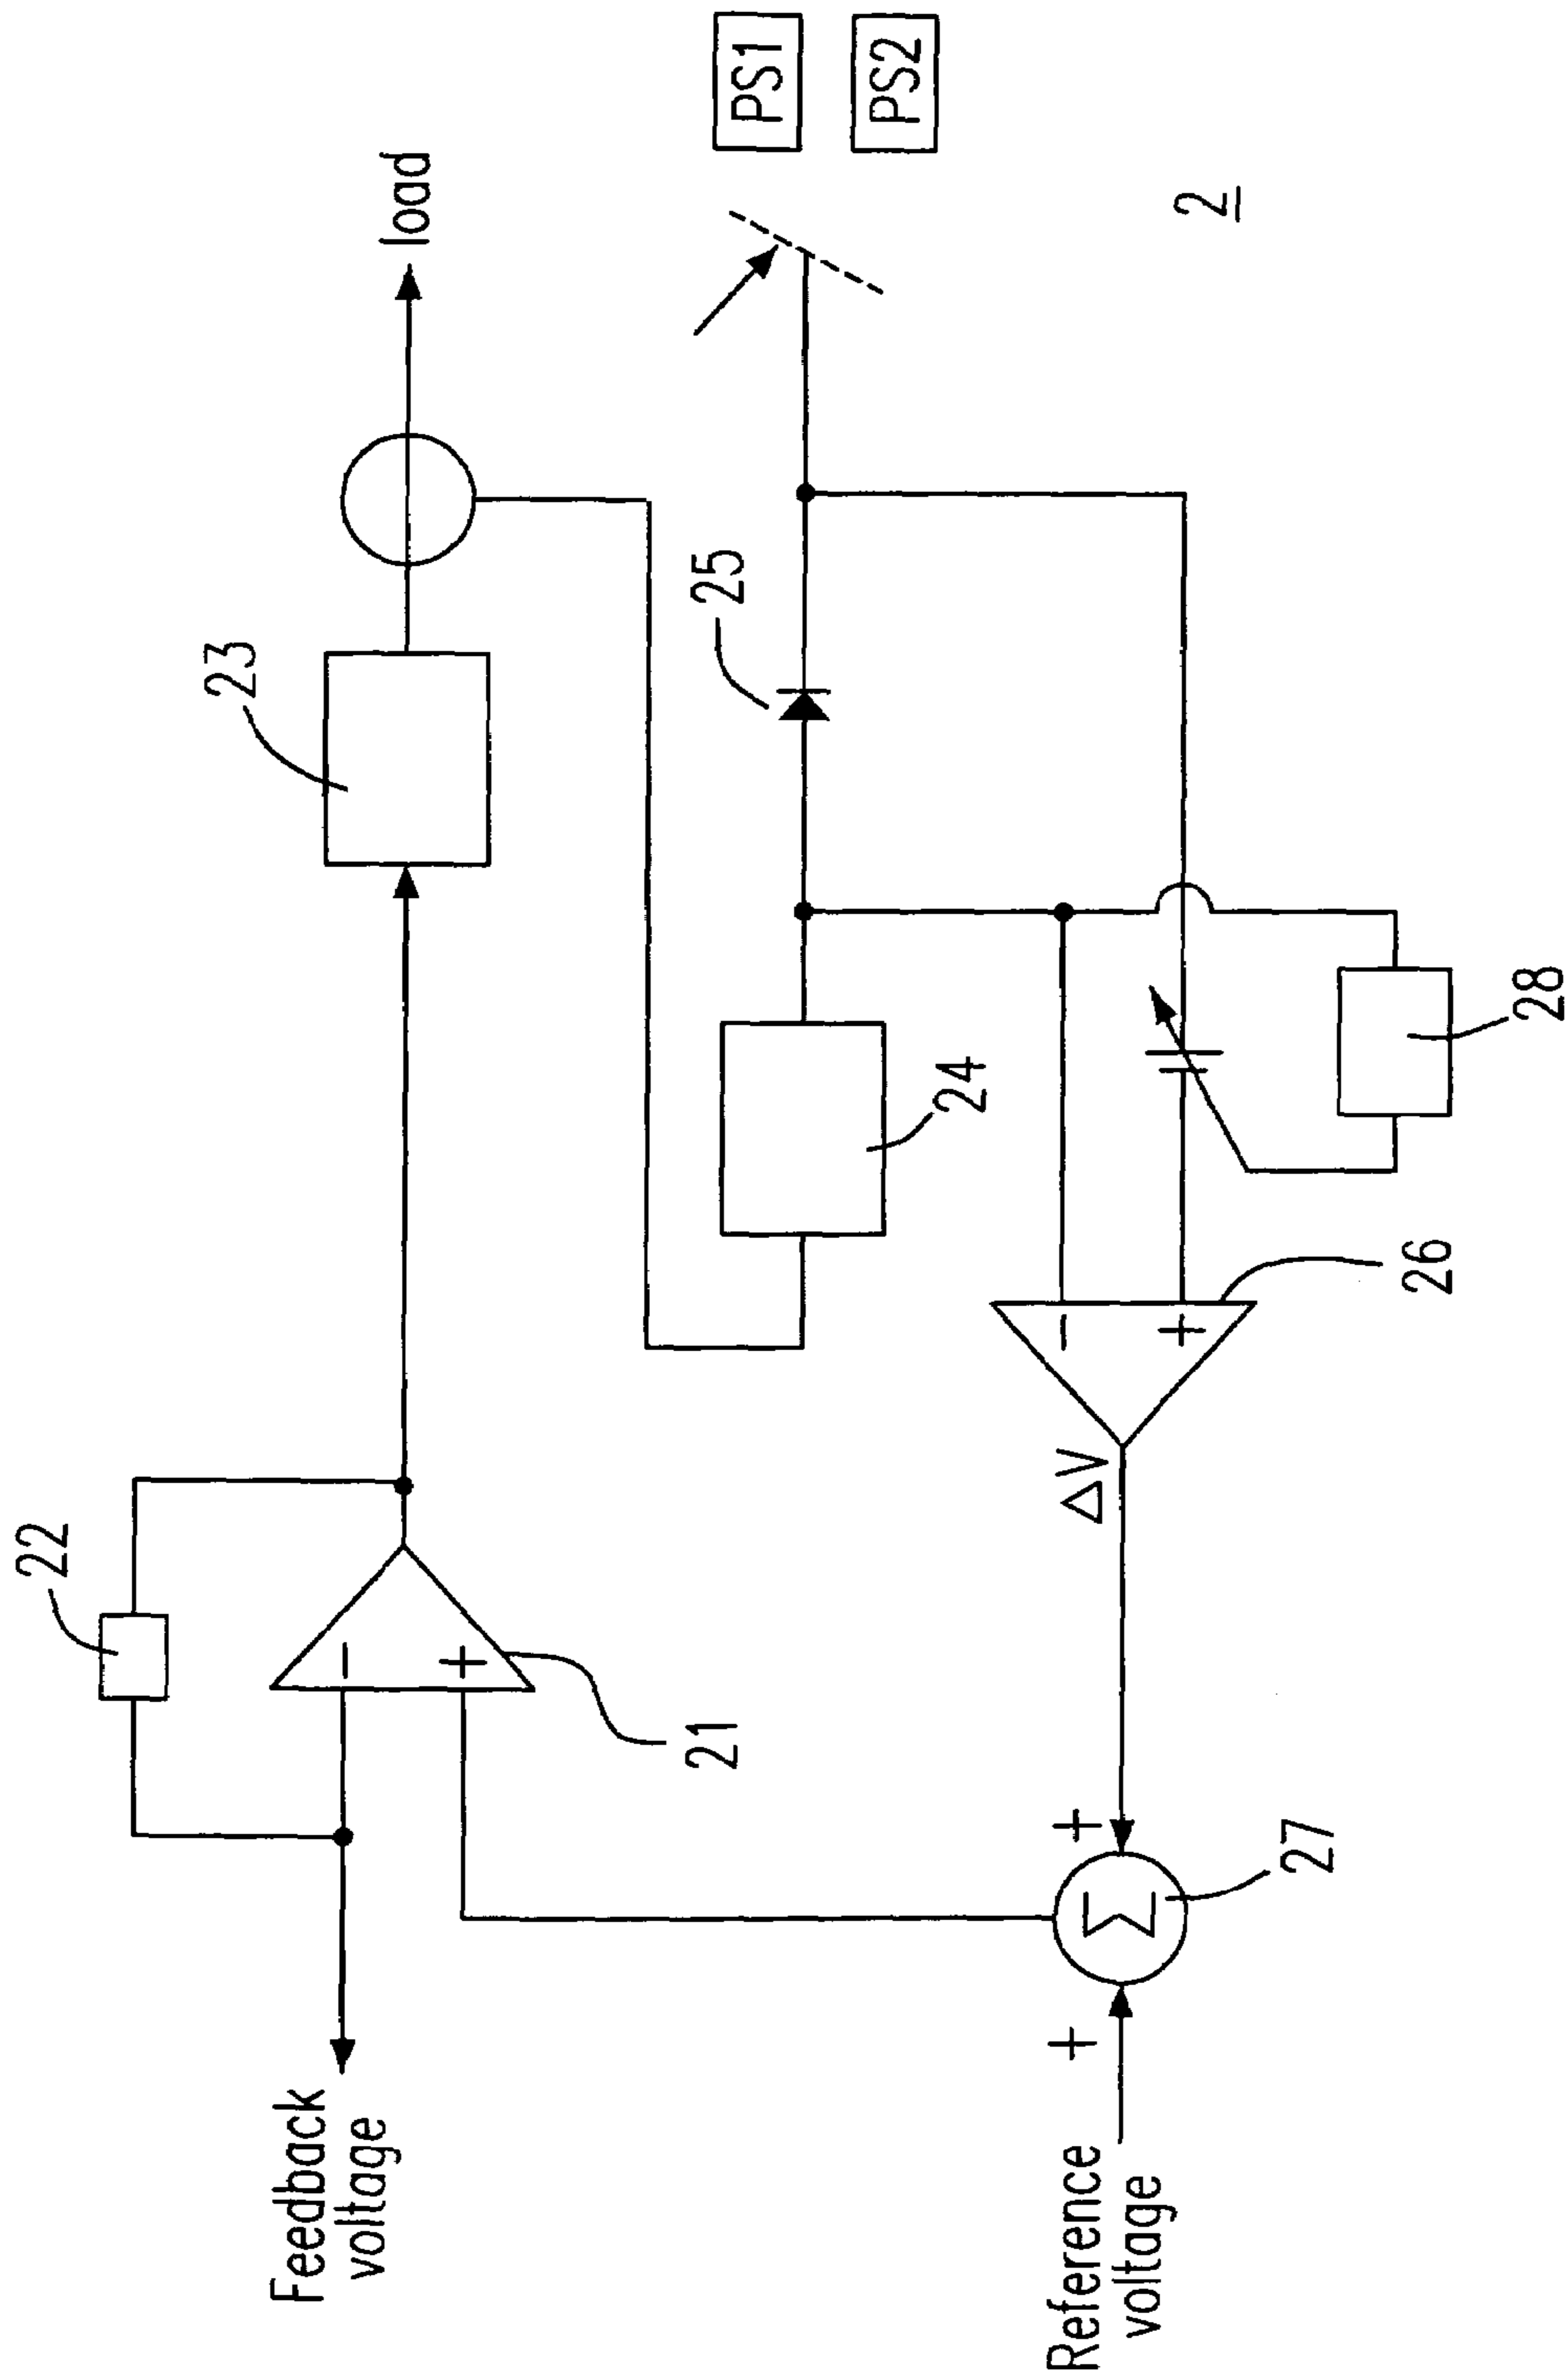 22
23
load
Feedback
voltage
21
25
PS1
PS2
24
2
ΔV
26
28
+
+
Σ
27
Reference
voltage
−
+
−
+